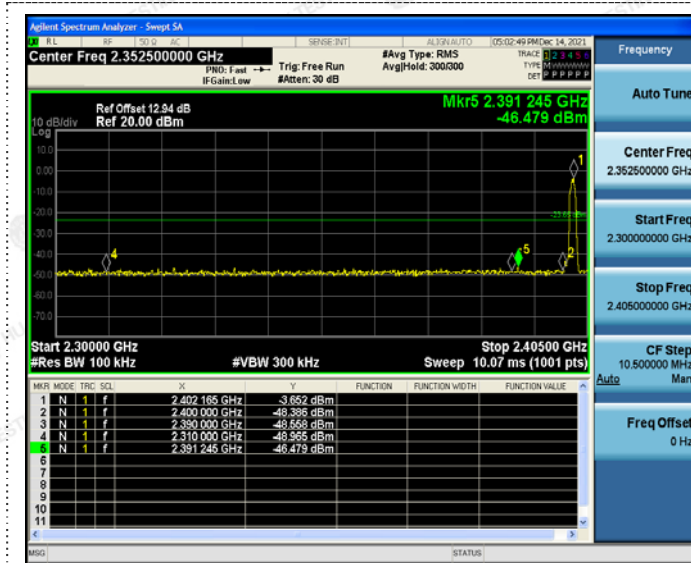 Agilent Spectrum Analyzer - Swept SA
RL RF 50 Ω AC SENSE:INT ALIGN AUTO 05:02:49 PM Dec 14, 2021
Center Freq 2.352500000 GHz
PNO: Fast Trig: Free Run
IFGain:Low #Atten: 30 dB
#Avg Type: RMS
Avg|Hold: 300/300
TRACE 1 2 3 4 5 6
TYPE MWWWWW
DET P P P P P P
Frequency
Auto Tune
Center Freq
2.352500000 GHz
Start Freq
2.300000000 GHz
Stop Freq
2.405000000 GHz
CF Step
10.500000 MHz
Auto Man
Freq Offset
0 Hz
Mkr5 2.391 245 GHz
-46.479 dBm
Ref Offset 12.94 dB
10 dB/div Ref 20.00 dBm
Log
10.0
0.00
-10.0
-20.0
-30.0
-40.0
-50.0
-60.0
-70.0
1
4
5
2
Start 2.30000 GHz Stop 2.40500 GHz
#Res BW 100 kHz #VBW 300 kHz Sweep 10.07 ms (1001 pts)
MKR MODE TRC SCL X Y FUNCTION FUNCTION WIDTH FUNCTION VALUE
1 N 1 f 2.402 165 GHz -3.652 dBm
2 N 1 f 2.400 000 GHz -48.386 dBm
3 N 1 f 2.390 000 GHz -48.558 dBm
4 N 1 f 2.310 000 GHz -48.965 dBm
5 N 1 f 2.391 245 GHz -46.479 dBm
6
7
8
9
10
11
MSG STATUS